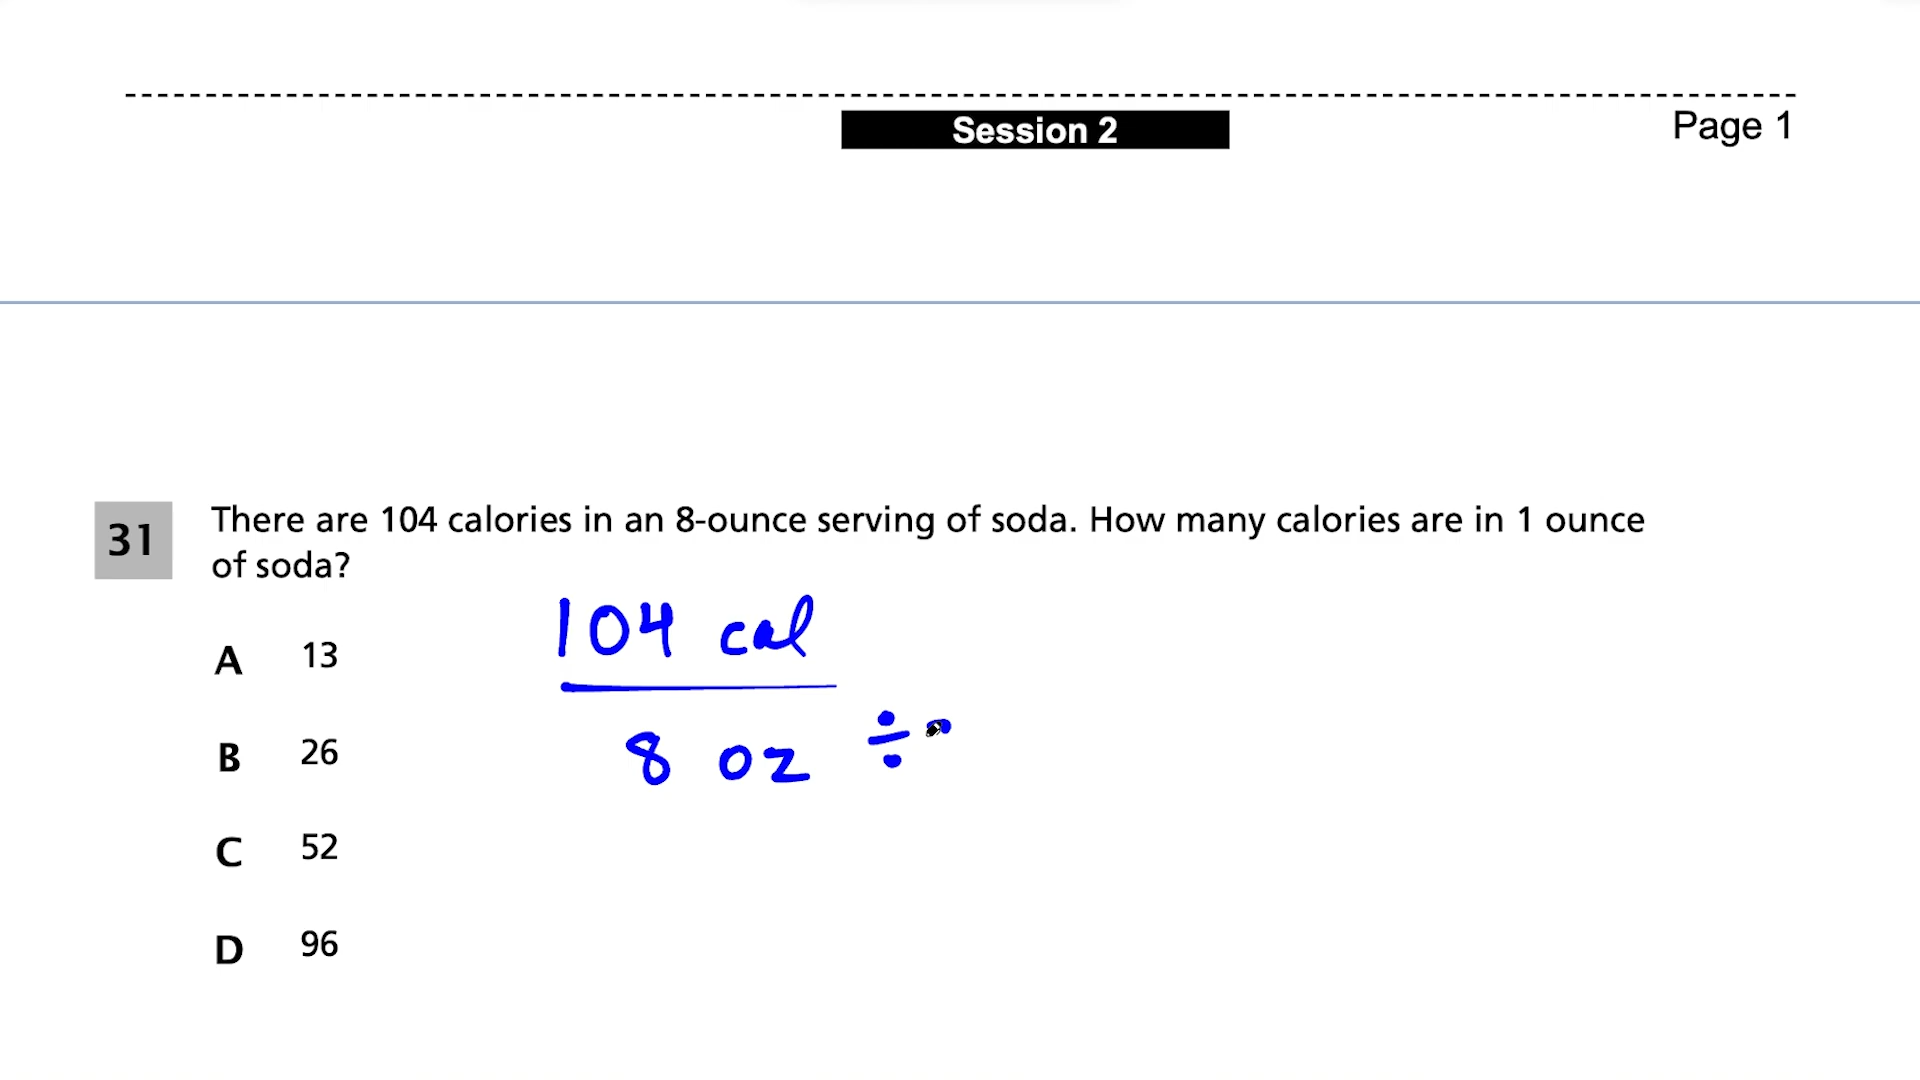 Session 2
Page 1
31
There are 104 calories in an 8-ounce serving of soda. How many calories are in 1 ounce
of soda?
A 13
B 26
C 52
D 96
104 cal
8 oz ÷